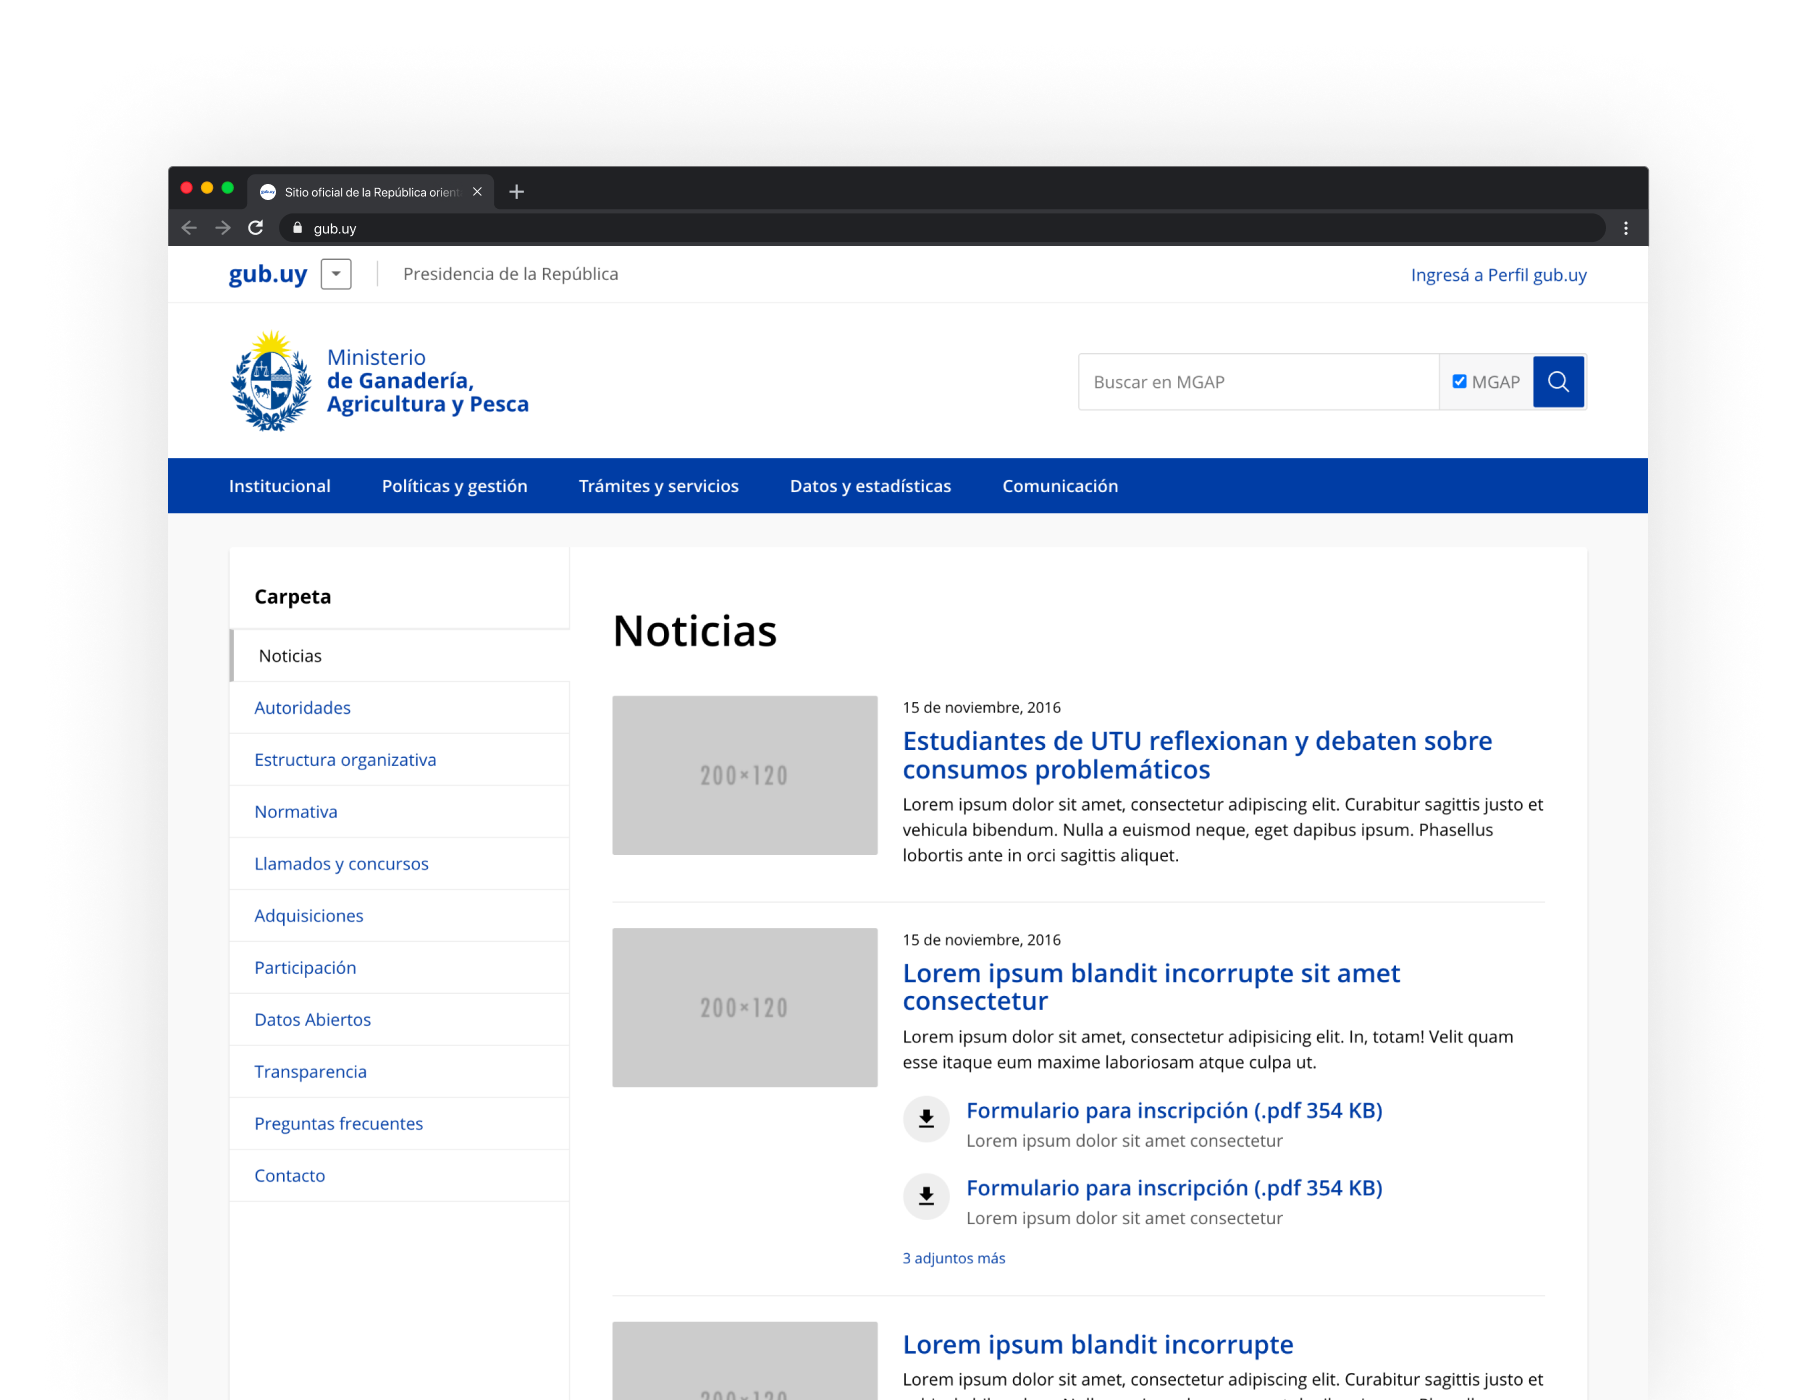 Sitio oficial de la República orient
gub.uy
gub.uy
Presidencia de la República
Ingresá a Perfil gub.uy
Ministerio
de Ganadería,
Agricultura y Pesca
Buscar en MGAP
MGAP
Institucional
Políticas y gestión
Trámites y servicios
Datos y estadísticas
Comunicación
Carpeta
Noticias
Autoridades
Estructura organizativa
Normativa
Llamados y concursos
Adquisiciones
Participación
Datos Abiertos
Transparencia
Preguntas frecuentes
Contacto
Noticias
200×120
15 de noviembre, 2016
Estudiantes de UTU reflexionan y debaten sobre
consumos problemáticos
Lorem ipsum dolor sit amet, consectetur adipiscing elit. Curabitur sagittis justo et
vehicula bibendum. Nulla a euismod neque, eget dapibus ipsum. Phasellus
lobortis ante in orci sagittis aliquet.
200×120
15 de noviembre, 2016
Lorem ipsum blandit incorrupte sit amet
consectetur
Lorem ipsum dolor sit amet, consectetur adipisicing elit. In, totam! Velit quam
esse itaque eum maxime laboriosam atque culpa ut.
Formulario para inscripción (.pdf 354 KB)
Lorem ipsum dolor sit amet consectetur
Formulario para inscripción (.pdf 354 KB)
Lorem ipsum dolor sit amet consectetur
3 adjuntos más
Lorem ipsum blandit incorrupte
Lorem ipsum dolor sit amet, consectetur adipiscing elit. Curabitur sagittis justo et